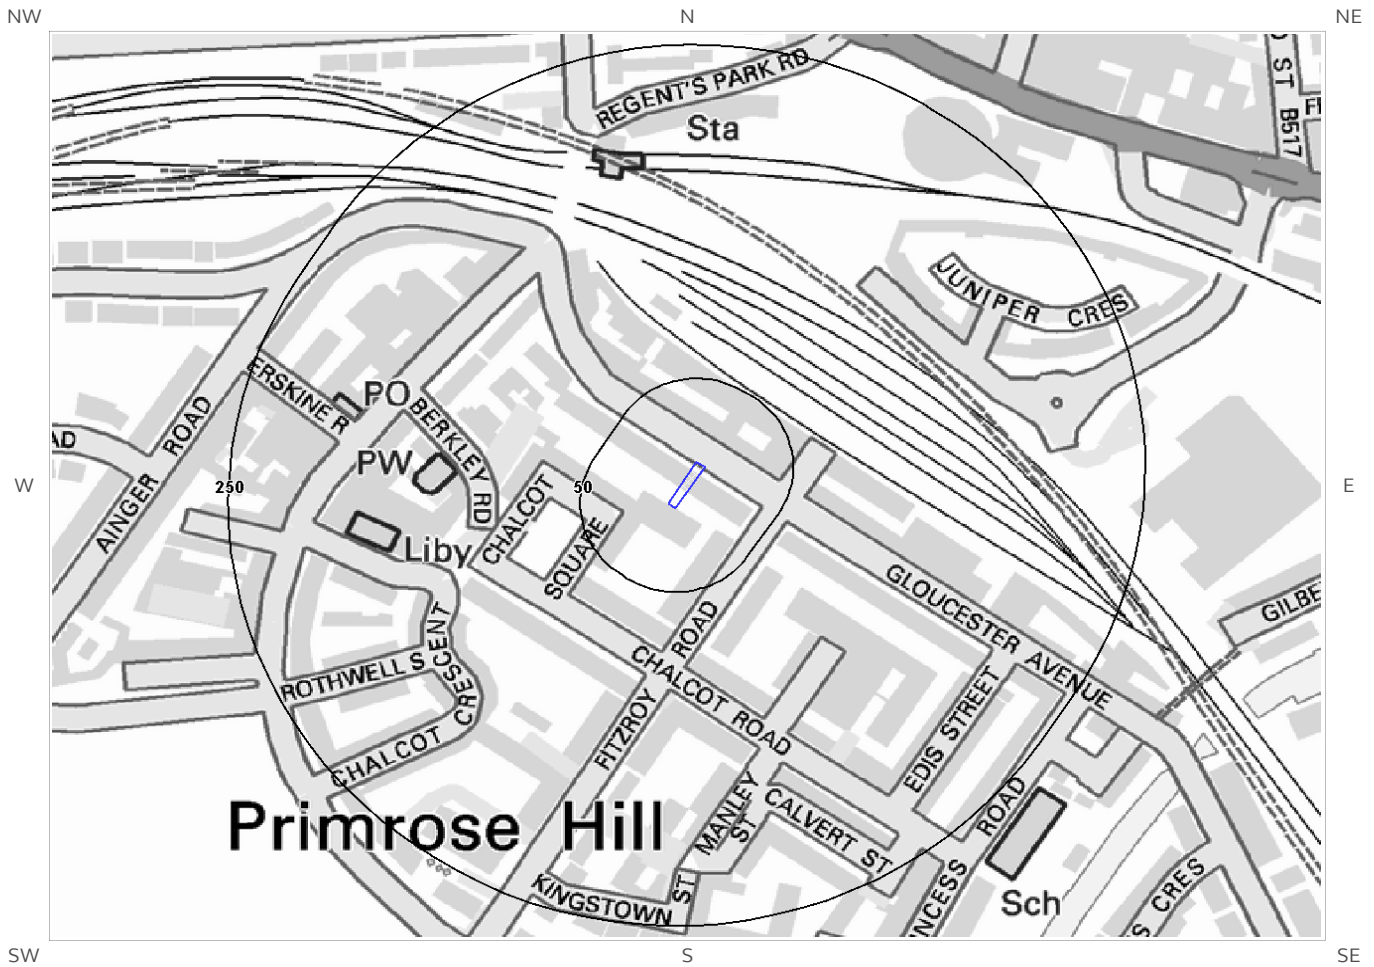 NW
N
NE
REGENT'S PARK RD
Sta
ST
B517
JUNIPER CRES
ERSKINE R
PO
BERKLEY RD
AINGER ROAD
PW
W
250
50
E
CHALCOT
SQUARE
Liby
GLOUCESTER AVENUE
GILBE
ROTHWELL S
CHALCOT CRESCENT
CHALCOT ROAD
FITZROY ROAD
EDIS STREET
MANLEY
ST
CALVERT ST
ROAD
Primrose Hill
KINGSTOWN
ST
NCESS
Sch
S CRES
SW
S
SE